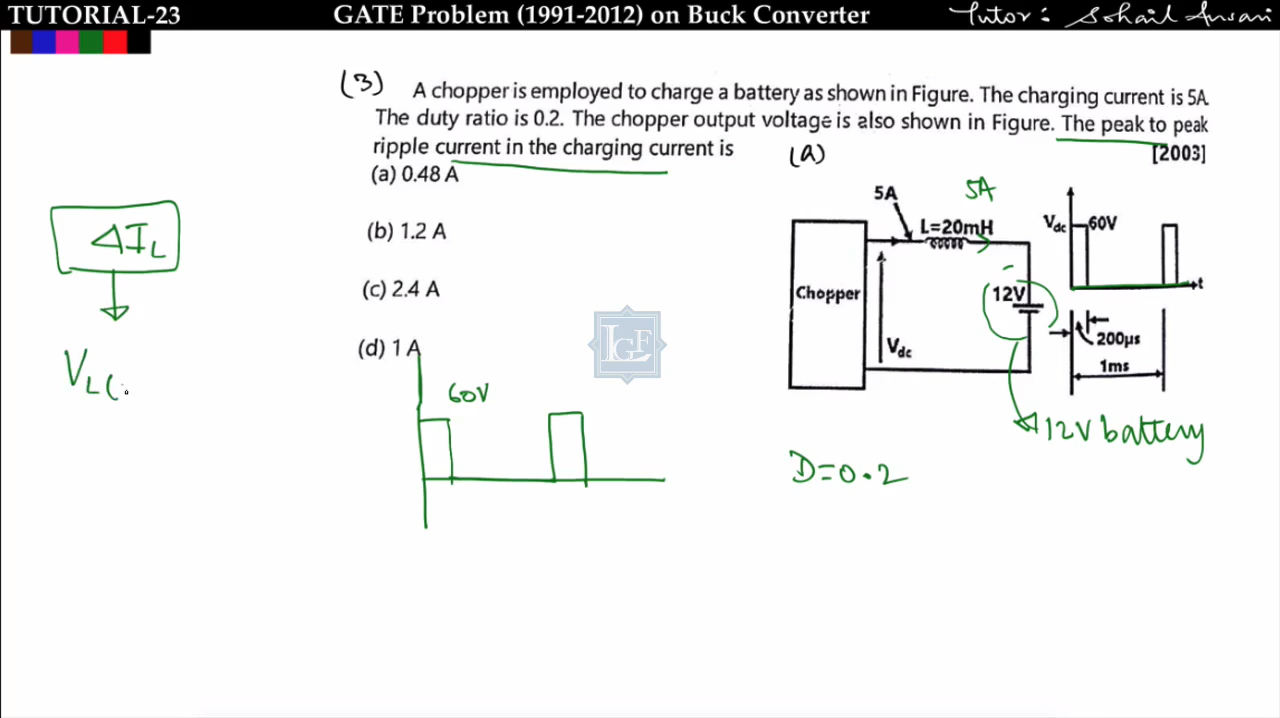 TUTORIAL-23
GATE Problem (1991-2012) on Buck Converter
Tutor: Sohail Ansari
(3) A chopper is employed to charge a battery as shown in Figure. The charging current is 5A.
The duty ratio is 0.2. The chopper output voltage is also shown in Figure. The peak to peak
ripple current in the charging current is
[2003]
(a)
(a) 0.48 A
(b) 1.2 A
(c) 2.4 A
(d) 1 A
5A
5A
L=20mH
Chopper
Vdc
12V
Vdc
60V
t
200μs
1ms
12V battery
D=0.2
ΔIL
VL(
60V
LGF